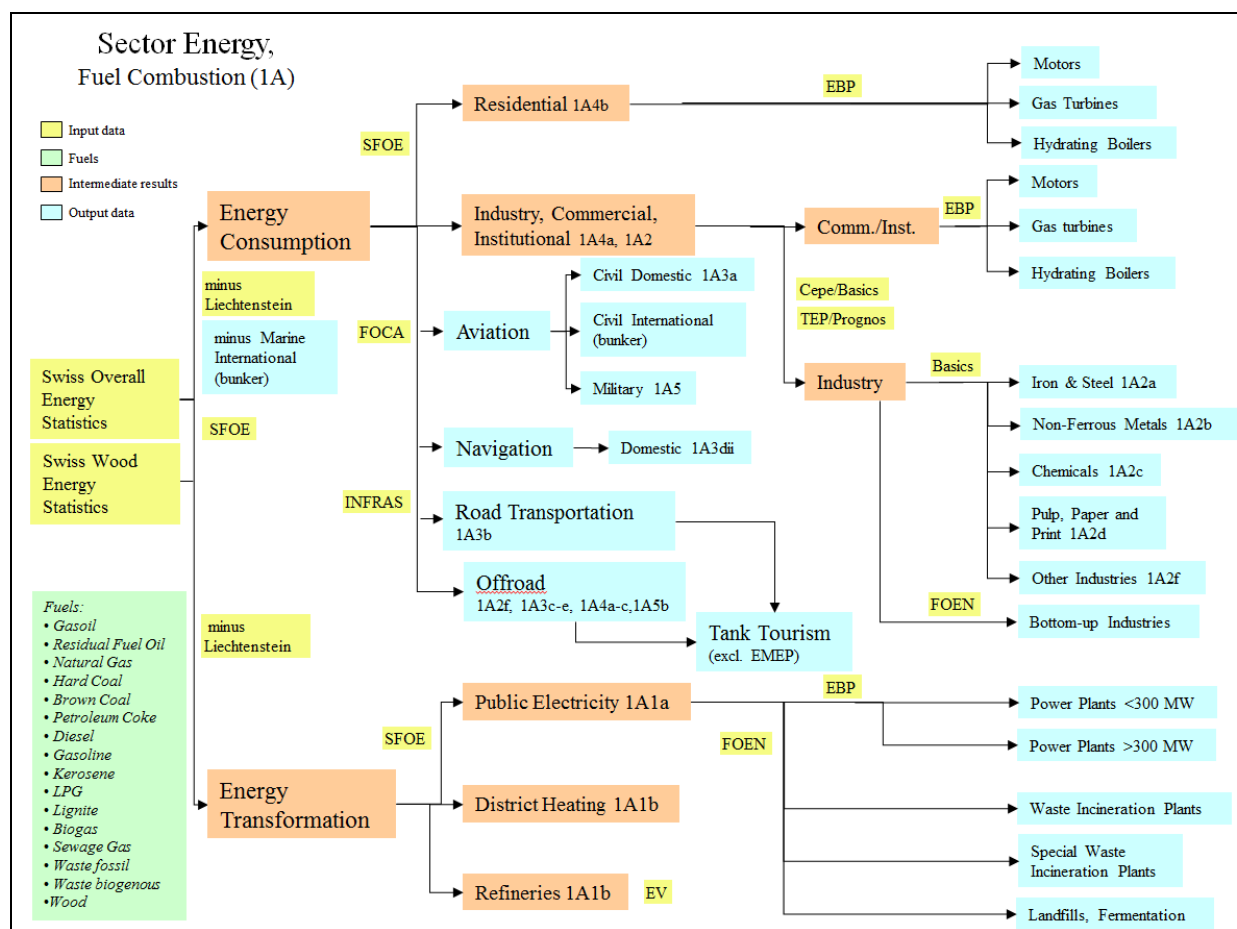 Sector Energy,
Fuel Combustion (1A)
Input data
Fuels
Intermediate results
Output data
Swiss Overall
Energy
Statistics
Swiss Wood
Energy
Statistics
Fuels:
• Gasoil
• Residual Fuel Oil
• Natural Gas
• Hard Coal
• Brown Coal
• Petroleum Coke
• Diesel
• Gasoline
• Kerosene
• LPG
• Lignite
• Biogas
• Sewage Gas
• Waste fossil
• Waste biogenous
•Wood
Energy
Consumption
minus
Liechtenstein
minus Marine
International
(bunker)
SFOE
minus
Liechtenstein
Energy
Transformation
SFOE
FOCA
INFRAS
SFOE
Residential 1A4b
EBP
Motors
Gas Turbines
Hydrating Boilers
Industry, Commercial,
Institutional 1A4a, 1A2
Comm./Inst.
EBP
Motors
Gas turbines
Hydrating Boilers
Cepe/Basics
TEP/Prognos
Aviation
Civil Domestic 1A3a
Civil International
(bunker)
Military 1A5
Industry
Basics
Iron & Steel 1A2a
Non-Ferrous Metals 1A2b
Chemicals 1A2c
Pulp, Paper and
Print 1A2d
Other Industries 1A2f
FOEN
Bottom-up Industries
Navigation
Domestic 1A3dii
Road Transportation
1A3b
Offroad
1A2f, 1A3c-e, 1A4a-c,1A5b
Tank Tourism
(excl. EMEP)
Public Electricity 1A1a
EBP
FOEN
Power Plants <300 MW
Power Plants >300 MW
Waste Incineration Plants
Special Waste
Incineration Plants
Landfills, Fermentation
District Heating 1A1b
Refineries 1A1b
EV